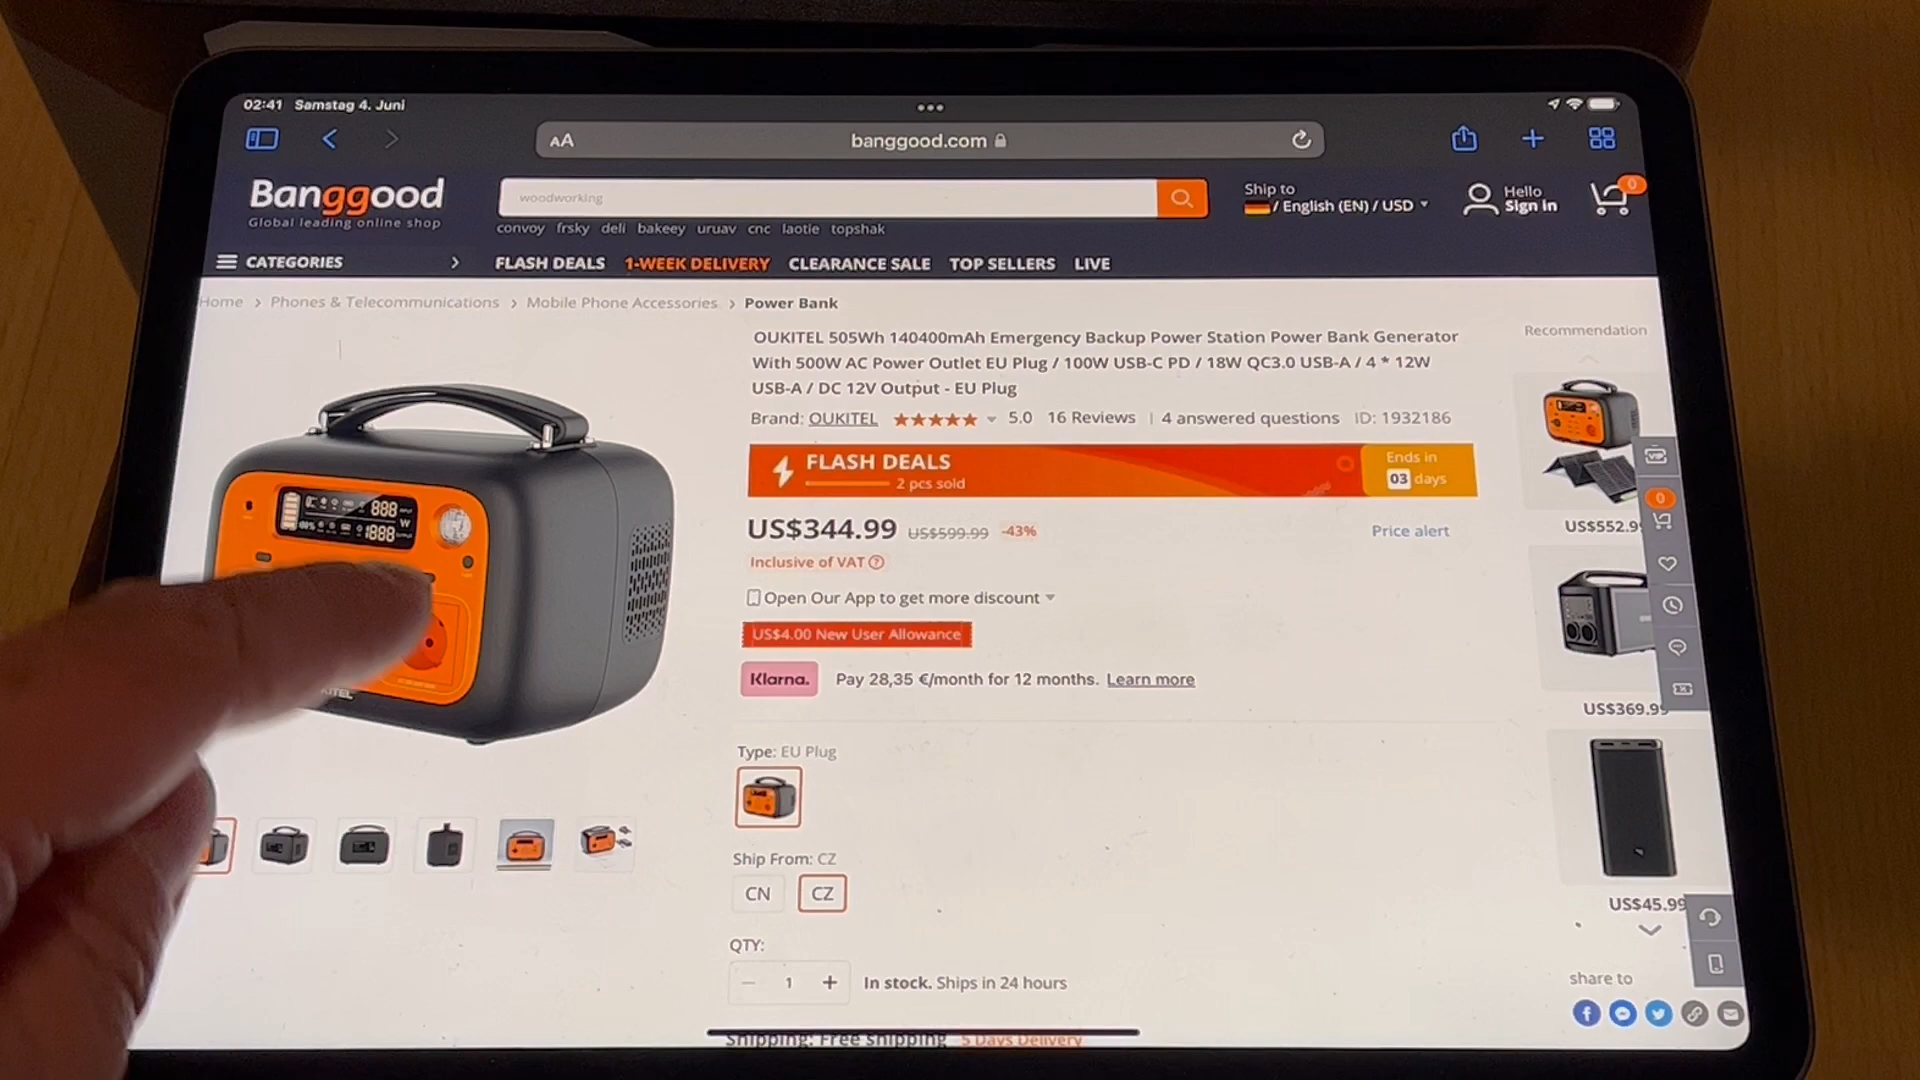 02:41 Samstag 4. Juni
AA banggood.com
Banggood
Global leading online shop
woodworking
convoy frsky deli bakeey uruav cnc laotie topshak
Ship to
/ English (EN) / USD
Hello
Sign in
0
CATEGORIES
FLASH DEALS 1-WEEK DELIVERY CLEARANCE SALE TOP SELLERS LIVE
Home > Phones & Telecommunications > Mobile Phone Accessories > Power Bank
OUKITEL 505Wh 140400mAh Emergency Backup Power Station Power Bank Generator
With 500W AC Power Outlet EU Plug / 100W USB-C PD / 18W QC3.0 USB-A / 4 * 12W
USB-A / DC 12V Output - EU Plug
Brand: OUKITEL 5.0 16 Reviews | 4 answered questions ID: 1932186
FLASH DEALS
2 pcs sold
Ends in
03 days
US$344.99 US$599.99 -43%
Price alert
Inclusive of VAT
Open Our App to get more discount
US$4.00 New User Allowance
Klarna. Pay 28,35 €/month for 12 months. Learn more
Type: EU Plug
Ship From: CZ
CN CZ
QTY:
1
In stock. Ships in 24 hours
Shipping: Free shipping 5 Days Delivery
Recommendation
VIP
0
US$552.9
US$369.99
US$45.99
share to
888
W
1888